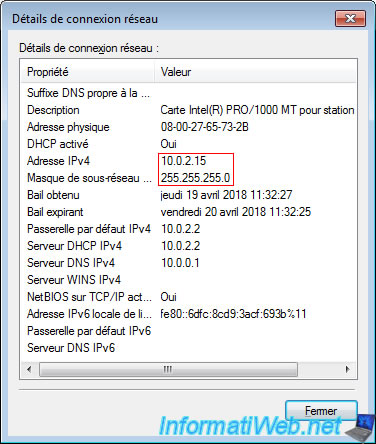 Détails de connexion réseau
Détails de connexion réseau :
Propriété Valeur
Suffixe DNS propre à la ...
Description Carte Intel(R) PRO/1000 MT pour station
Adresse physique 08-00-27-65-73-2B
DHCP activé Oui
Adresse IPv4 10.0.2.15
Masque de sous-réseau ... 255.255.255.0
Bail obtenu jeudi 19 avril 2018 11:32:27
Bail expirant vendredi 20 avril 2018 11:32:25
Passerelle par défaut IPv4 10.0.2.2
Serveur DHCP IPv4 10.0.2.2
Serveur DNS IPv4 10.0.0.1
Serveur WINS IPv4
NetBIOS sur TCP/IP act... Oui
Adresse IPv6 locale de li... fe80::6dfc:8cd9:3acf:693b%11
Passerelle par défaut IPv6
Serveur DNS IPv6
Fermer
InformatiWeb.net